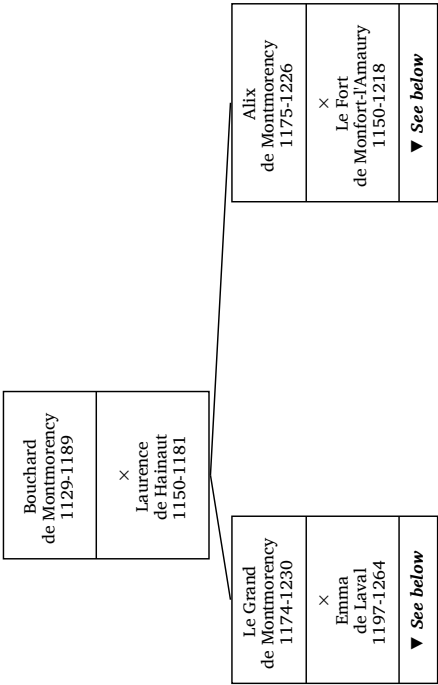 Bouchard
de Montmorency
1129-1189
×
Laurence
de Hainaut
1150-1181
Le Grand
de Montmorency
1174-1230
×
Emma
de Laval
1197-1264
▼ See below
Alix
de Montmorency
1175-1226
×
Le Fort
de Monfort-l'Amaury
1150-1218
▼ See below